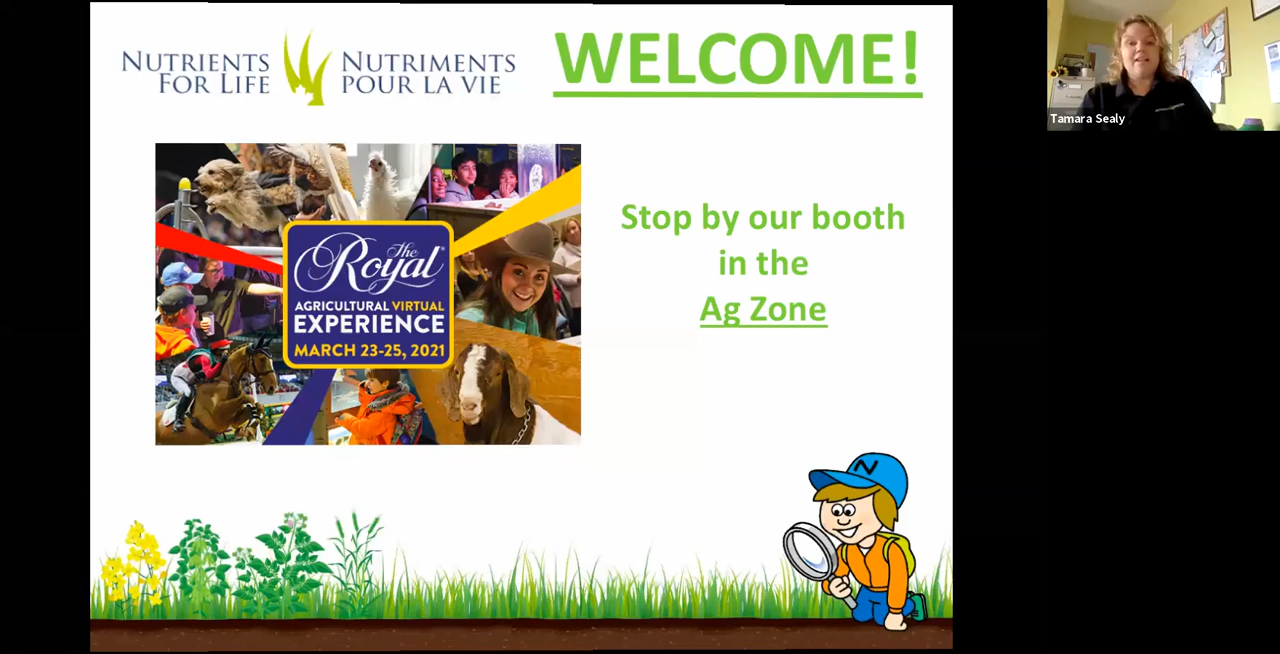 NUTRIENTS
FOR LIFE
NUTRIMENTS
POUR LA VIE
WELCOME!
Tamara Sealy
The
Royal
AGRICULTURAL VIRTUAL
EXPERIENCE
MARCH 23-25, 2021
Stop by our booth
in the
Ag Zone
N